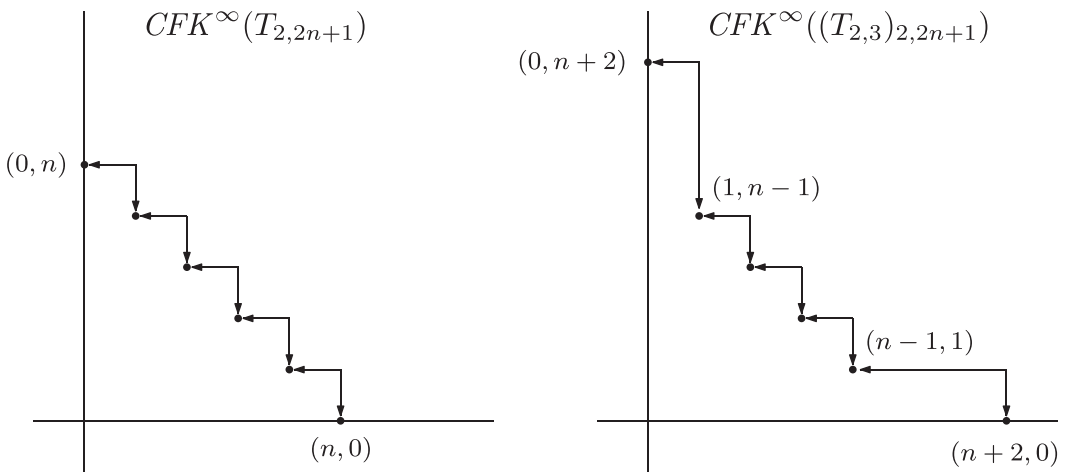 CFK^∞(T_{2,2n+1})
(0, n)
(n, 0)
CFK^∞((T_{2,3})_{2,2n+1})
(0, n + 2)
(1, n − 1)
(n − 1, 1)
(n + 2, 0)